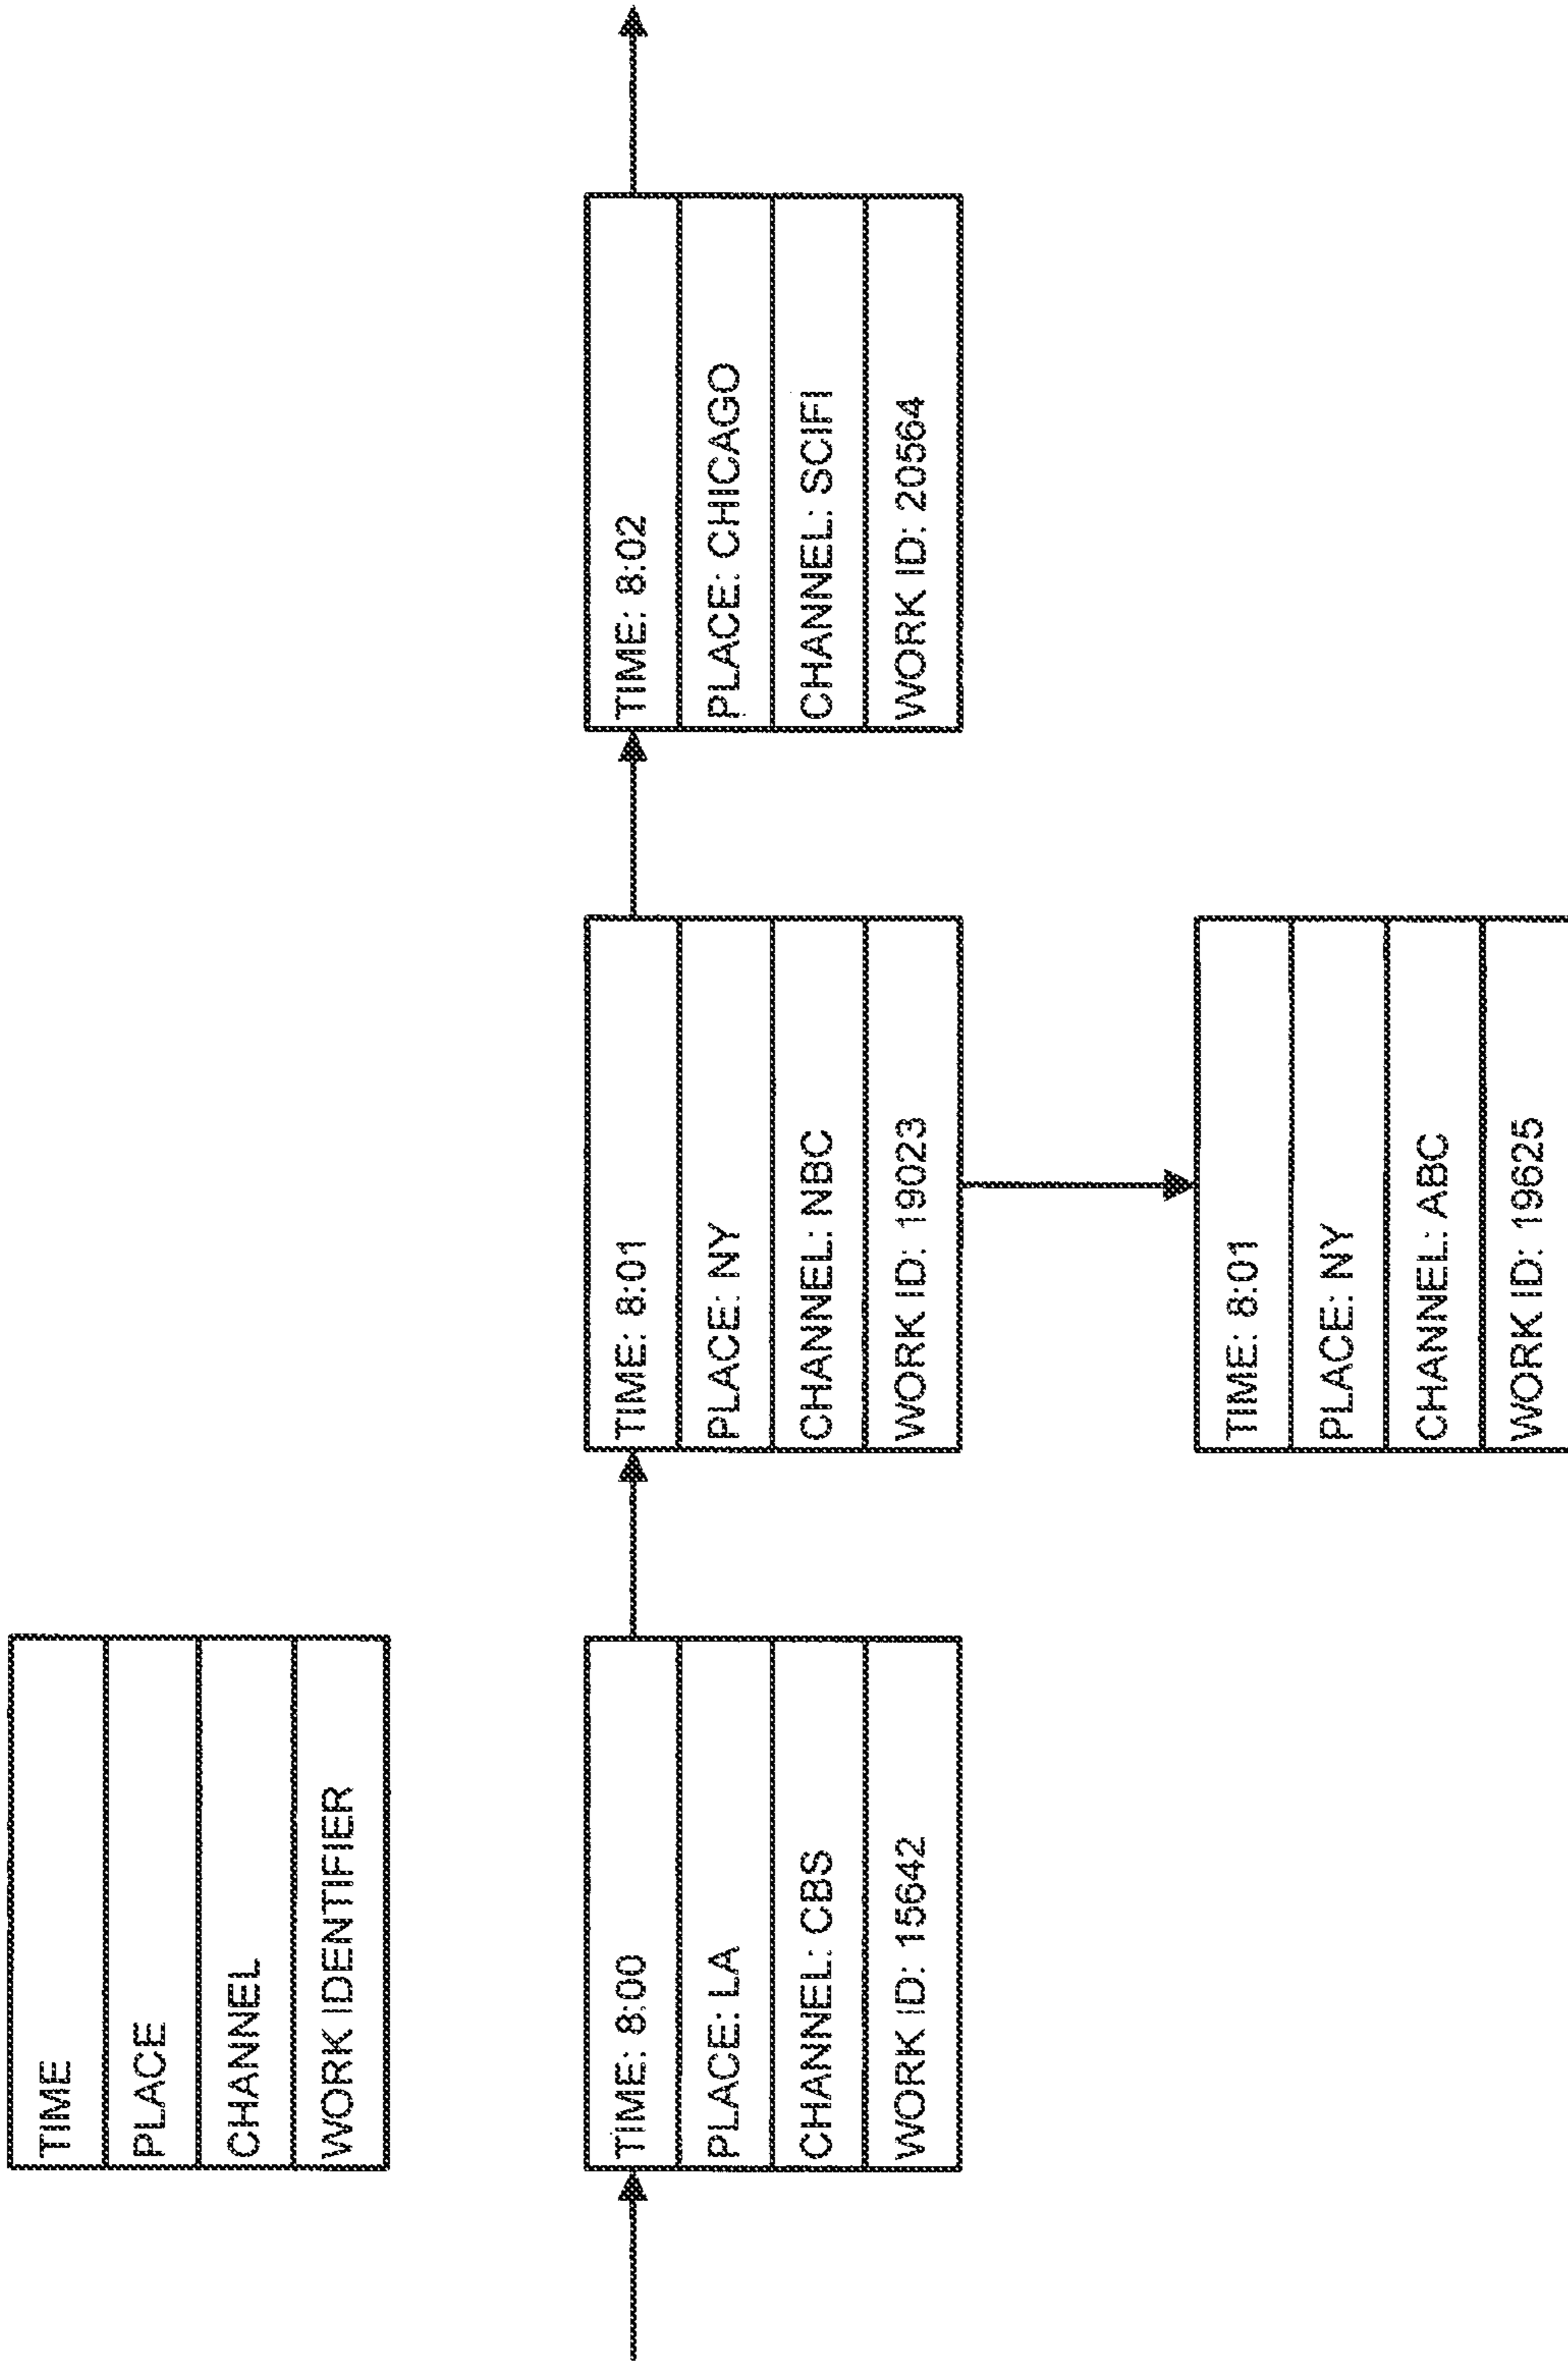 TIME
PLACE
CHANNEL
WORK IDENTIFIER
TIME: 8:00
PLACE: LA
CHANNEL: CBS
WORK ID: 15642
TIME: 8:01
PLACE: NY
CHANNEL: NBC
WORK ID: 19023
TIME: 8:02
PLACE: CHICAGO
CHANNEL: SCIFI
WORK ID: 20564
TIME: 8:01
PLACE: NY
CHANNEL: ABC
WORK ID: 19625